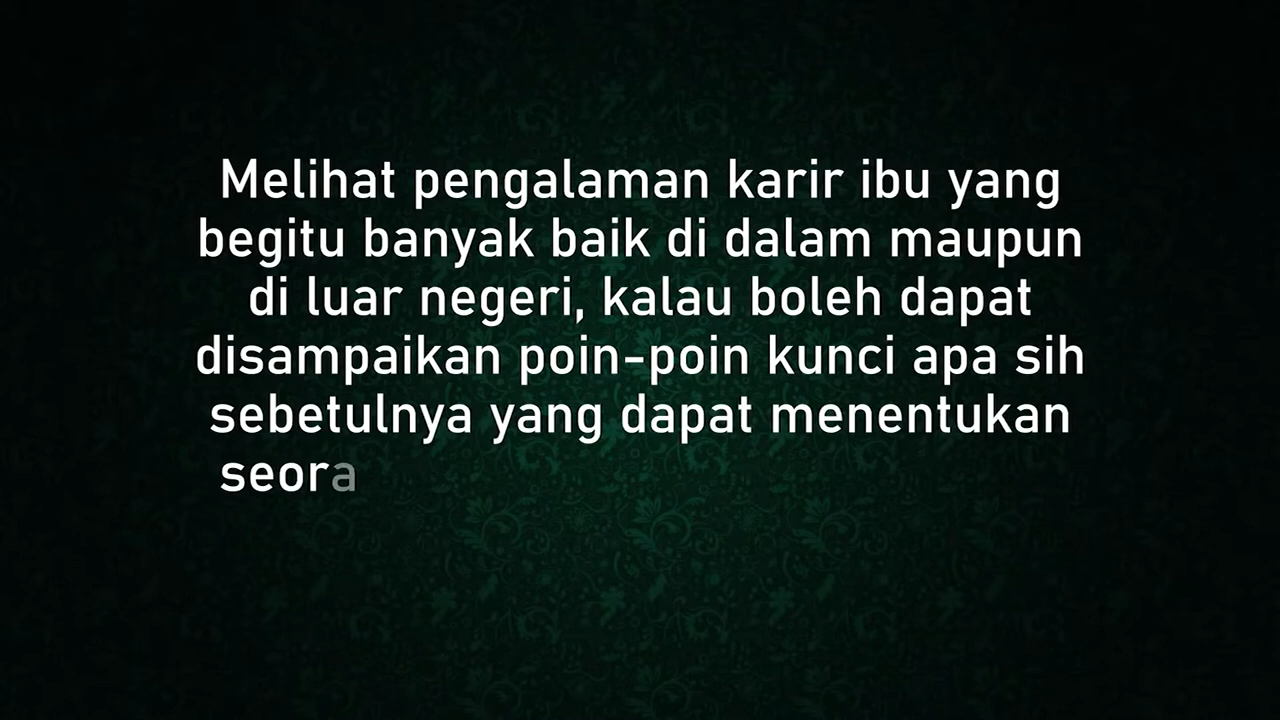 Melihat pengalaman karir ibu yang
begitu banyak baik di dalam maupun
di luar negeri, kalau boleh dapat
disampaikan poin-poin kunci apa sih
sebetulnya yang dapat menentukan
seora